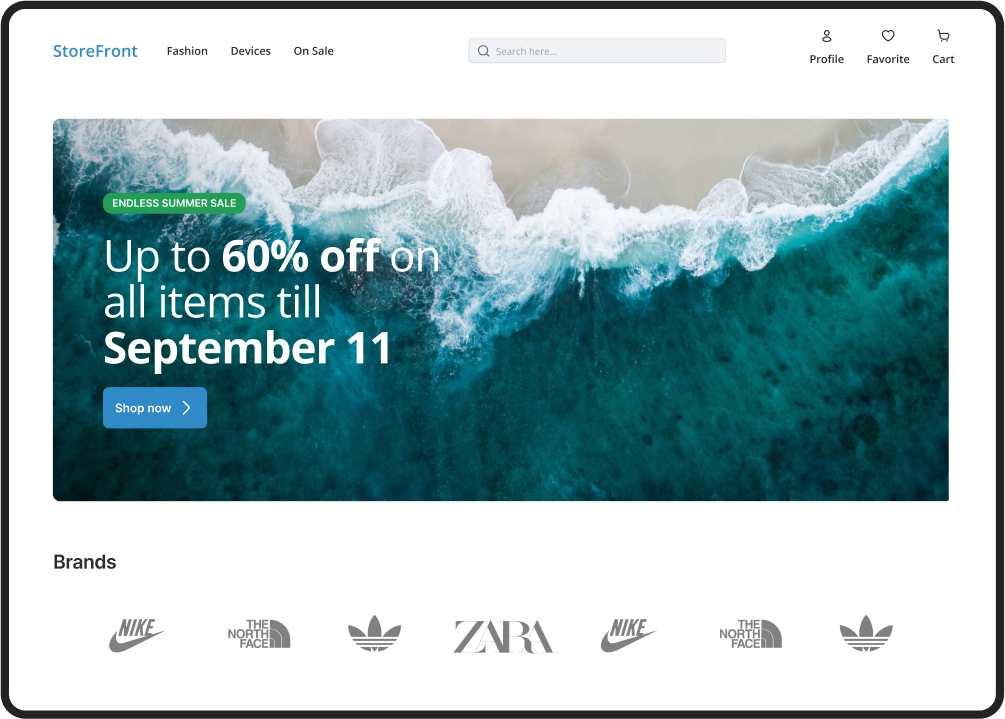 StoreFront
Fashion
Devices
On Sale
Search here...
Profile
Favorite
Cart
ENDLESS SUMMER SALE
Up to 60% off on
all items till
September 11
Shop now
Brands
NIKE
THE
NORTH
FACE
ZARA
NIKE
THE
NORTH
FACE